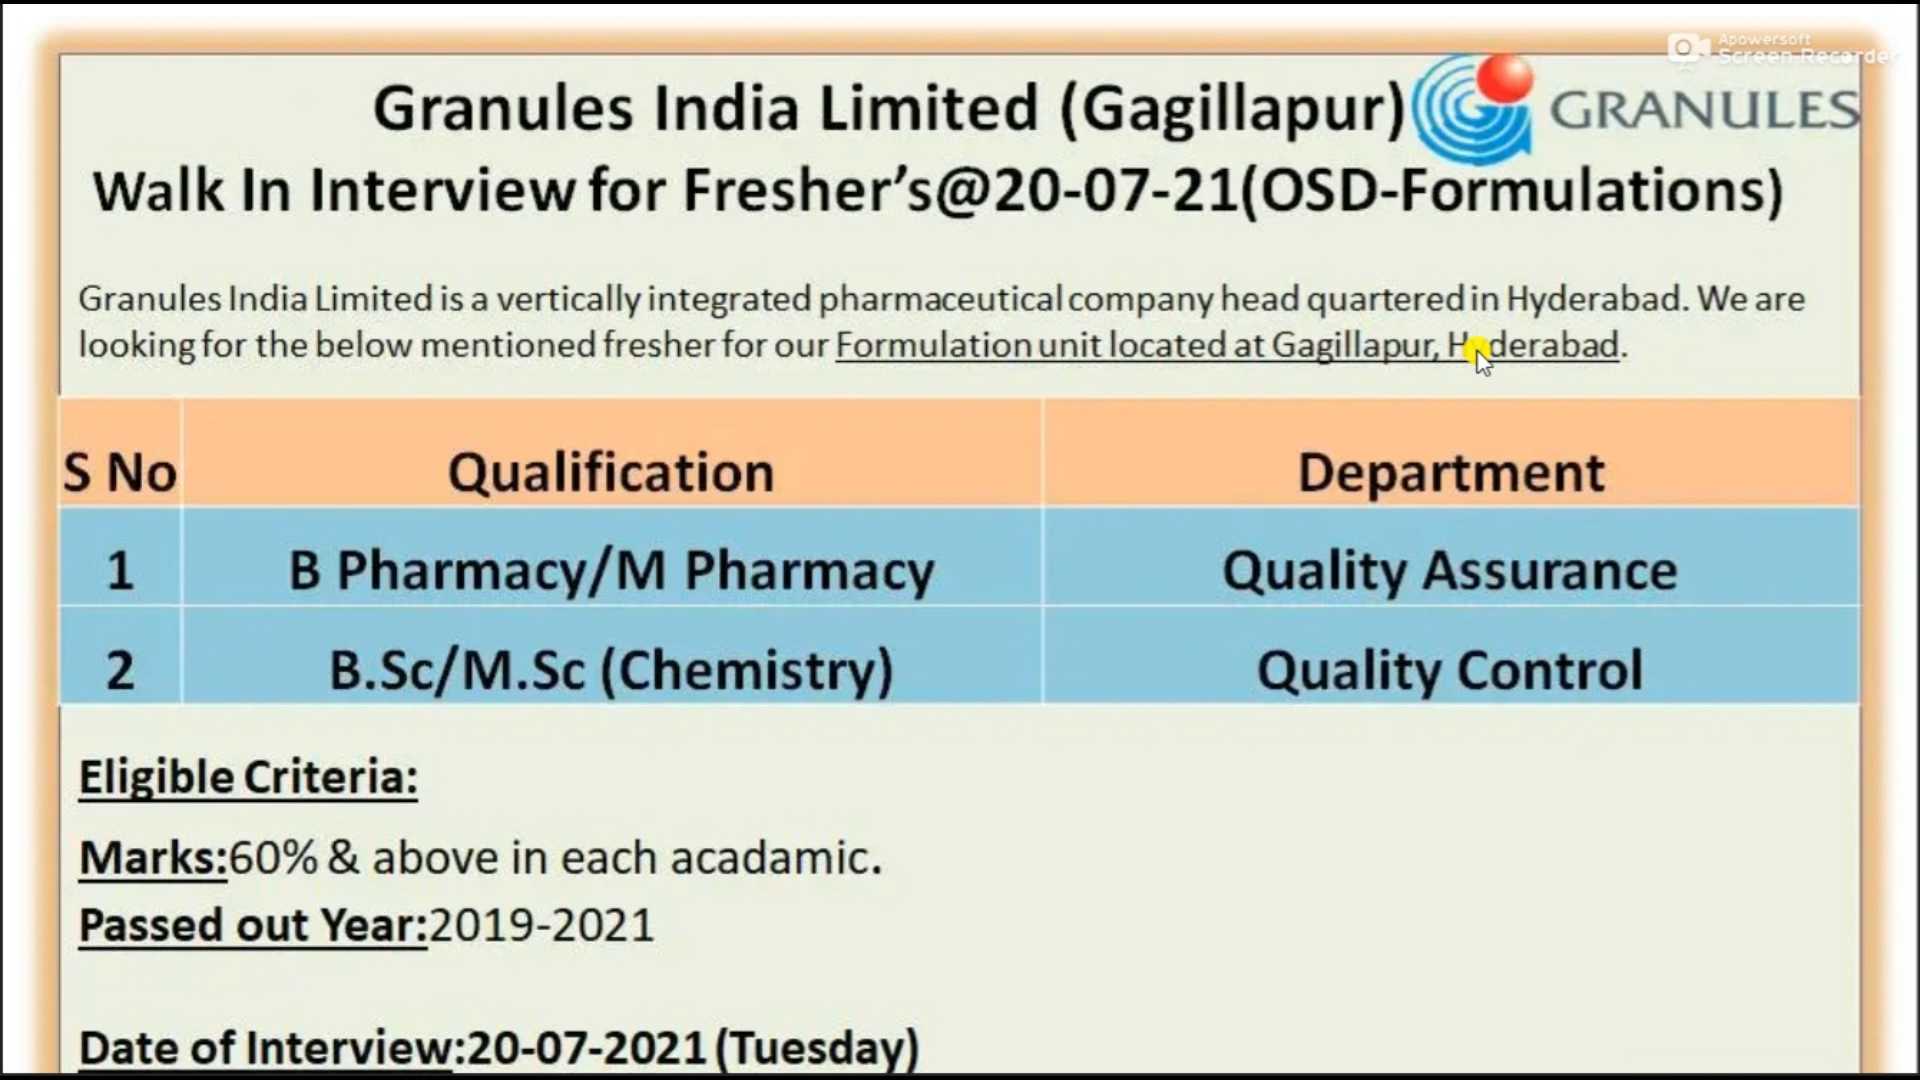 Apowersoft
Screen Recorder
Granules India Limited (Gagillapur)
GRANULES
Walk In Interview for Fresher’s@20-07-21(OSD-Formulations)
Granules India Limited is a vertically integrated pharmaceutical company head quartered in Hyderabad. We are
looking for the below mentioned fresher for our Formulation unit located at Gagillapur, Hyderabad.
S No Qualification Department
1 B Pharmacy/M Pharmacy Quality Assurance
2 B.Sc/M.Sc (Chemistry) Quality Control
Eligible Criteria:
Marks:60% & above in each acadamic.
Passed out Year:2019-2021
Date of Interview:20-07-2021 (Tuesday)